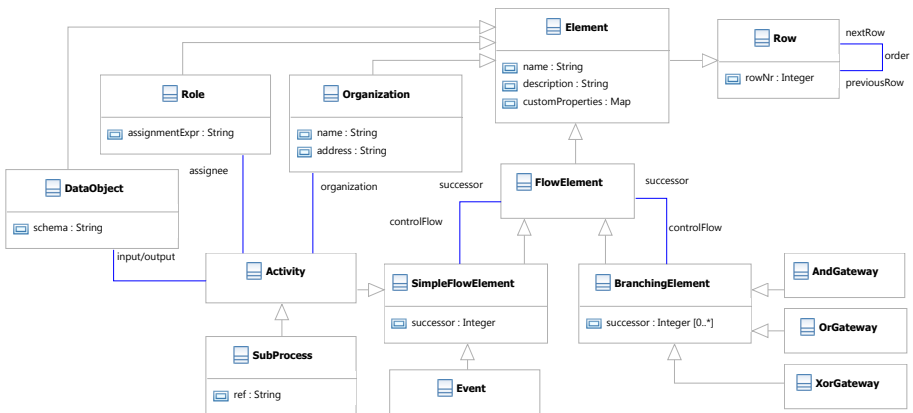 Element
name : String
description : String
customProperties : Map
Row
rowNr : Integer
nextRow
order
previousRow
Role
assignmentExpr : String
Organization
name : String
address : String
assignee
organization
DataObject
schema : String
input/output
FlowElement
successor
successor
controlFlow
controlFlow
Activity
SimpleFlowElement
successor : Integer
BranchingElement
successor : Integer [0..*]
AndGateway
OrGateway
XorGateway
SubProcess
ref : String
Event